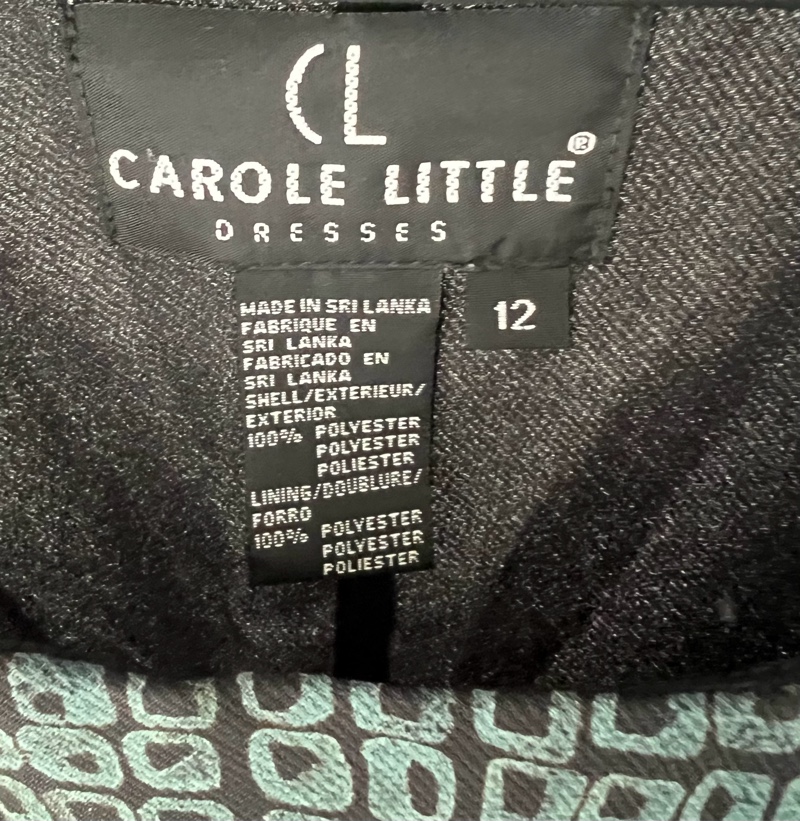 CL
CAROLE LITTLE®
DRESSES
12
MADE IN SRI LANKA
FABRIQUE EN
SRI LANKA
FABRICADO EN
SRI LANKA
SHELL/EXTERIEUR/
EXTERIOR
100% POLYESTER
POLYESTER
POLIESTER
LINING/DOUBLURE/
FORRO
100% POLYESTER
POLYESTER
POLIESTER